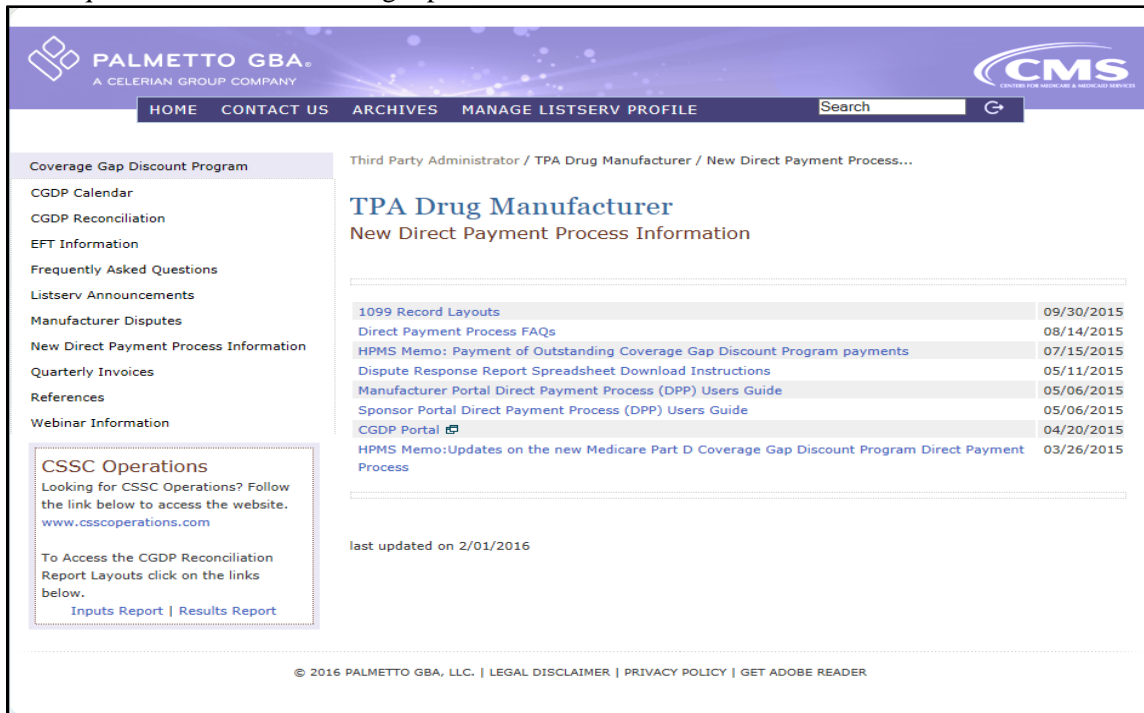 PALMETTO GBA®
A CELERIAN GROUP COMPANY
CMS
CENTERS FOR MEDICARE & MEDICAID SERVICES
HOME CONTACT US ARCHIVES MANAGE LISTSERV PROFILE Search
Coverage Gap Discount Program
CGDP Calendar
CGDP Reconciliation
EFT Information
Frequently Asked Questions
Listserv Announcements
Manufacturer Disputes
New Direct Payment Process Information
Quarterly Invoices
References
Webinar Information
CSSC Operations
Looking for CSSC Operations? Follow
the link below to access the website.
www.csscoperations.com
To Access the CGDP Reconciliation
Report Layouts click on the links
below.
Inputs Report | Results Report
Third Party Administrator / TPA Drug Manufacturer / New Direct Payment Process...
TPA Drug Manufacturer
New Direct Payment Process Information
1099 Record Layouts 09/30/2015
Direct Payment Process FAQs 08/14/2015
HPMS Memo: Payment of Outstanding Coverage Gap Discount Program payments 07/15/2015
Dispute Response Report Spreadsheet Download Instructions 05/11/2015
Manufacturer Portal Direct Payment Process (DPP) Users Guide 05/06/2015
Sponsor Portal Direct Payment Process (DPP) Users Guide 05/06/2015
CGDP Portal 04/20/2015
HPMS Memo:Updates on the new Medicare Part D Coverage Gap Discount Program Direct Payment 03/26/2015
Process
last updated on 2/01/2016
© 2016 PALMETTO GBA, LLC. | LEGAL DISCLAIMER | PRIVACY POLICY | GET ADOBE READER